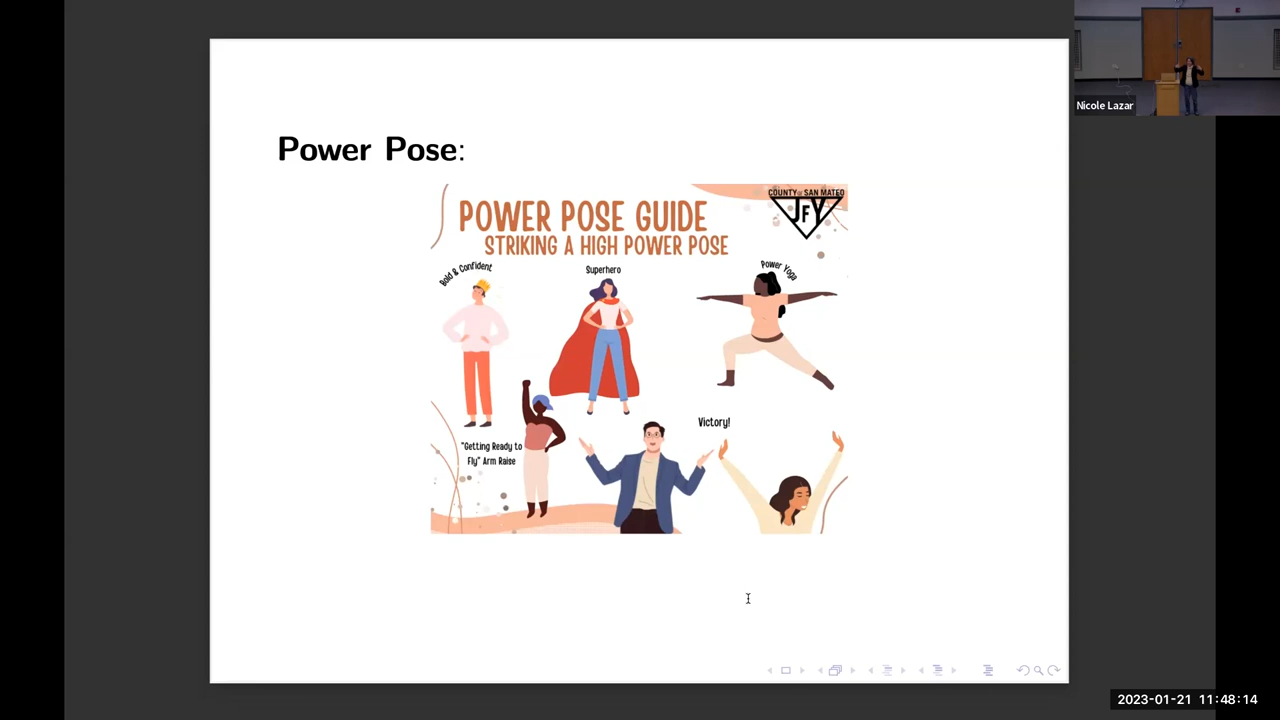 Nicole Lazar
Power Pose:
COUNTY OF SAN MATEO
JFY
POWER POSE GUIDE
STRIKING A HIGH POWER POSE
Bold & Confident
Superhero
Power Yoga
Victory!
"Getting Ready to
Fly" Arm Raise
2023-01-21 11:48:14